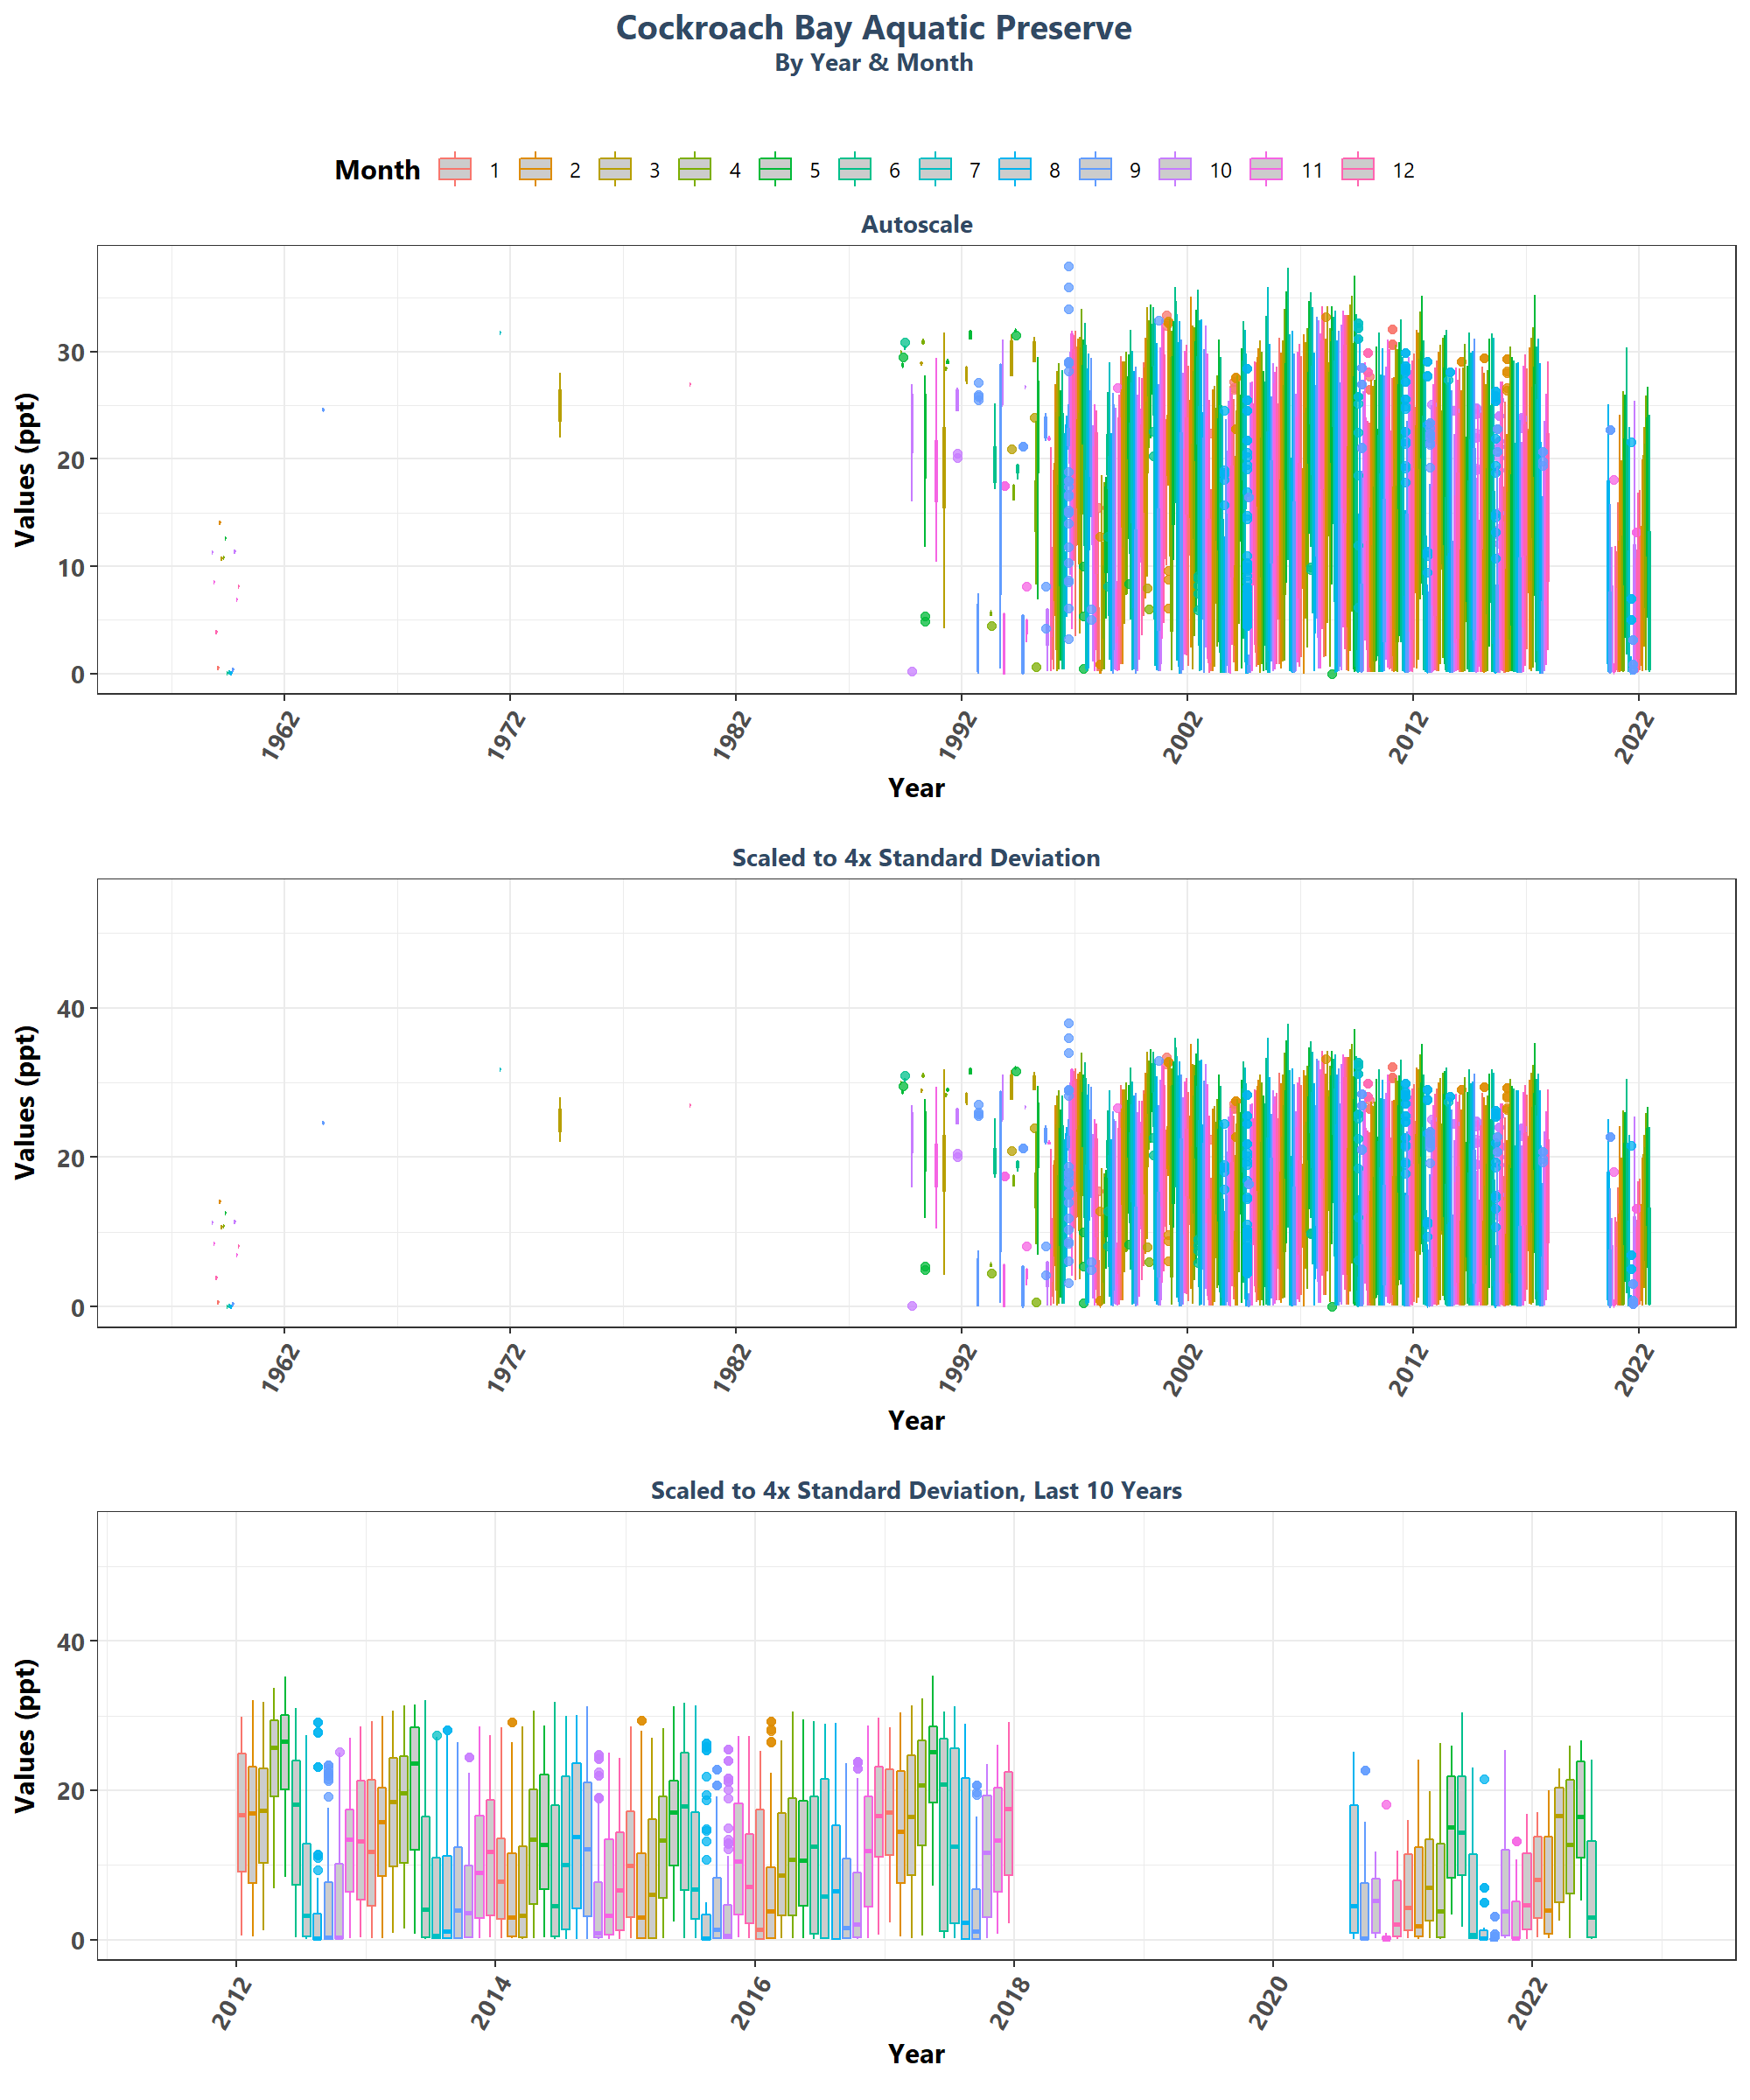 Cockroach Bay Aquatic Preserve
By Year & Month
Month 1 2 3 4 5 6 7 8 9 10 11 12
Autoscale
Values (ppt)
30
20
10
0
1962 1972 1982 1992 2002 2012 2022
Year
Scaled to 4x Standard Deviation
Values (ppt)
40
20
0
1962 1972 1982 1992 2002 2012 2022
Year
Scaled to 4x Standard Deviation, Last 10 Years
Values (ppt)
40
20
0
2012 2014 2016 2018 2020 2022
Year